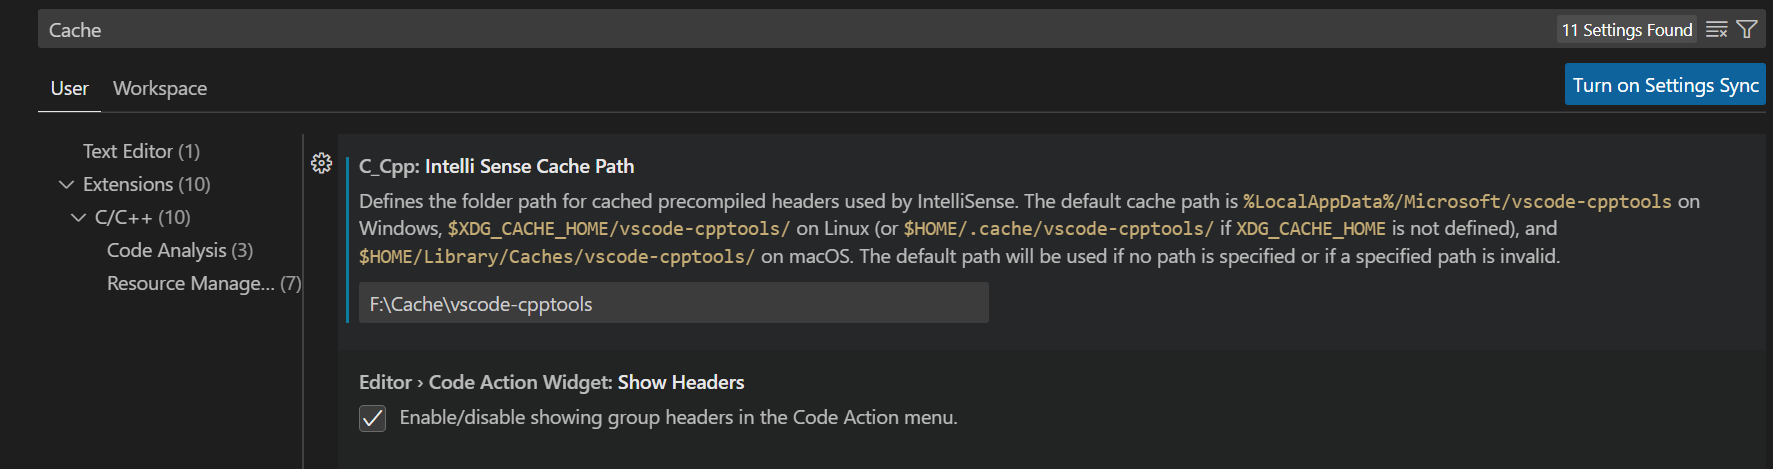 Cache
11 Settings Found
User Workspace
Turn on Settings Sync
Text Editor (1)
Extensions (10)
C/C++ (10)
Code Analysis (3)
Resource Manage... (7)
C_Cpp: Intelli Sense Cache Path
Defines the folder path for cached precompiled headers used by IntelliSense. The default cache path is %LocalAppData%/Microsoft/vscode-cpptools on
Windows, $XDG_CACHE_HOME/vscode-cpptools/ on Linux (or $HOME/.cache/vscode-cpptools/ if XDG_CACHE_HOME is not defined), and
$HOME/Library/Caches/vscode-cpptools/ on macOS. The default path will be used if no path is specified or if a specified path is invalid.
F:\Cache\vscode-cpptools
Editor › Code Action Widget: Show Headers
Enable/disable showing group headers in the Code Action menu.